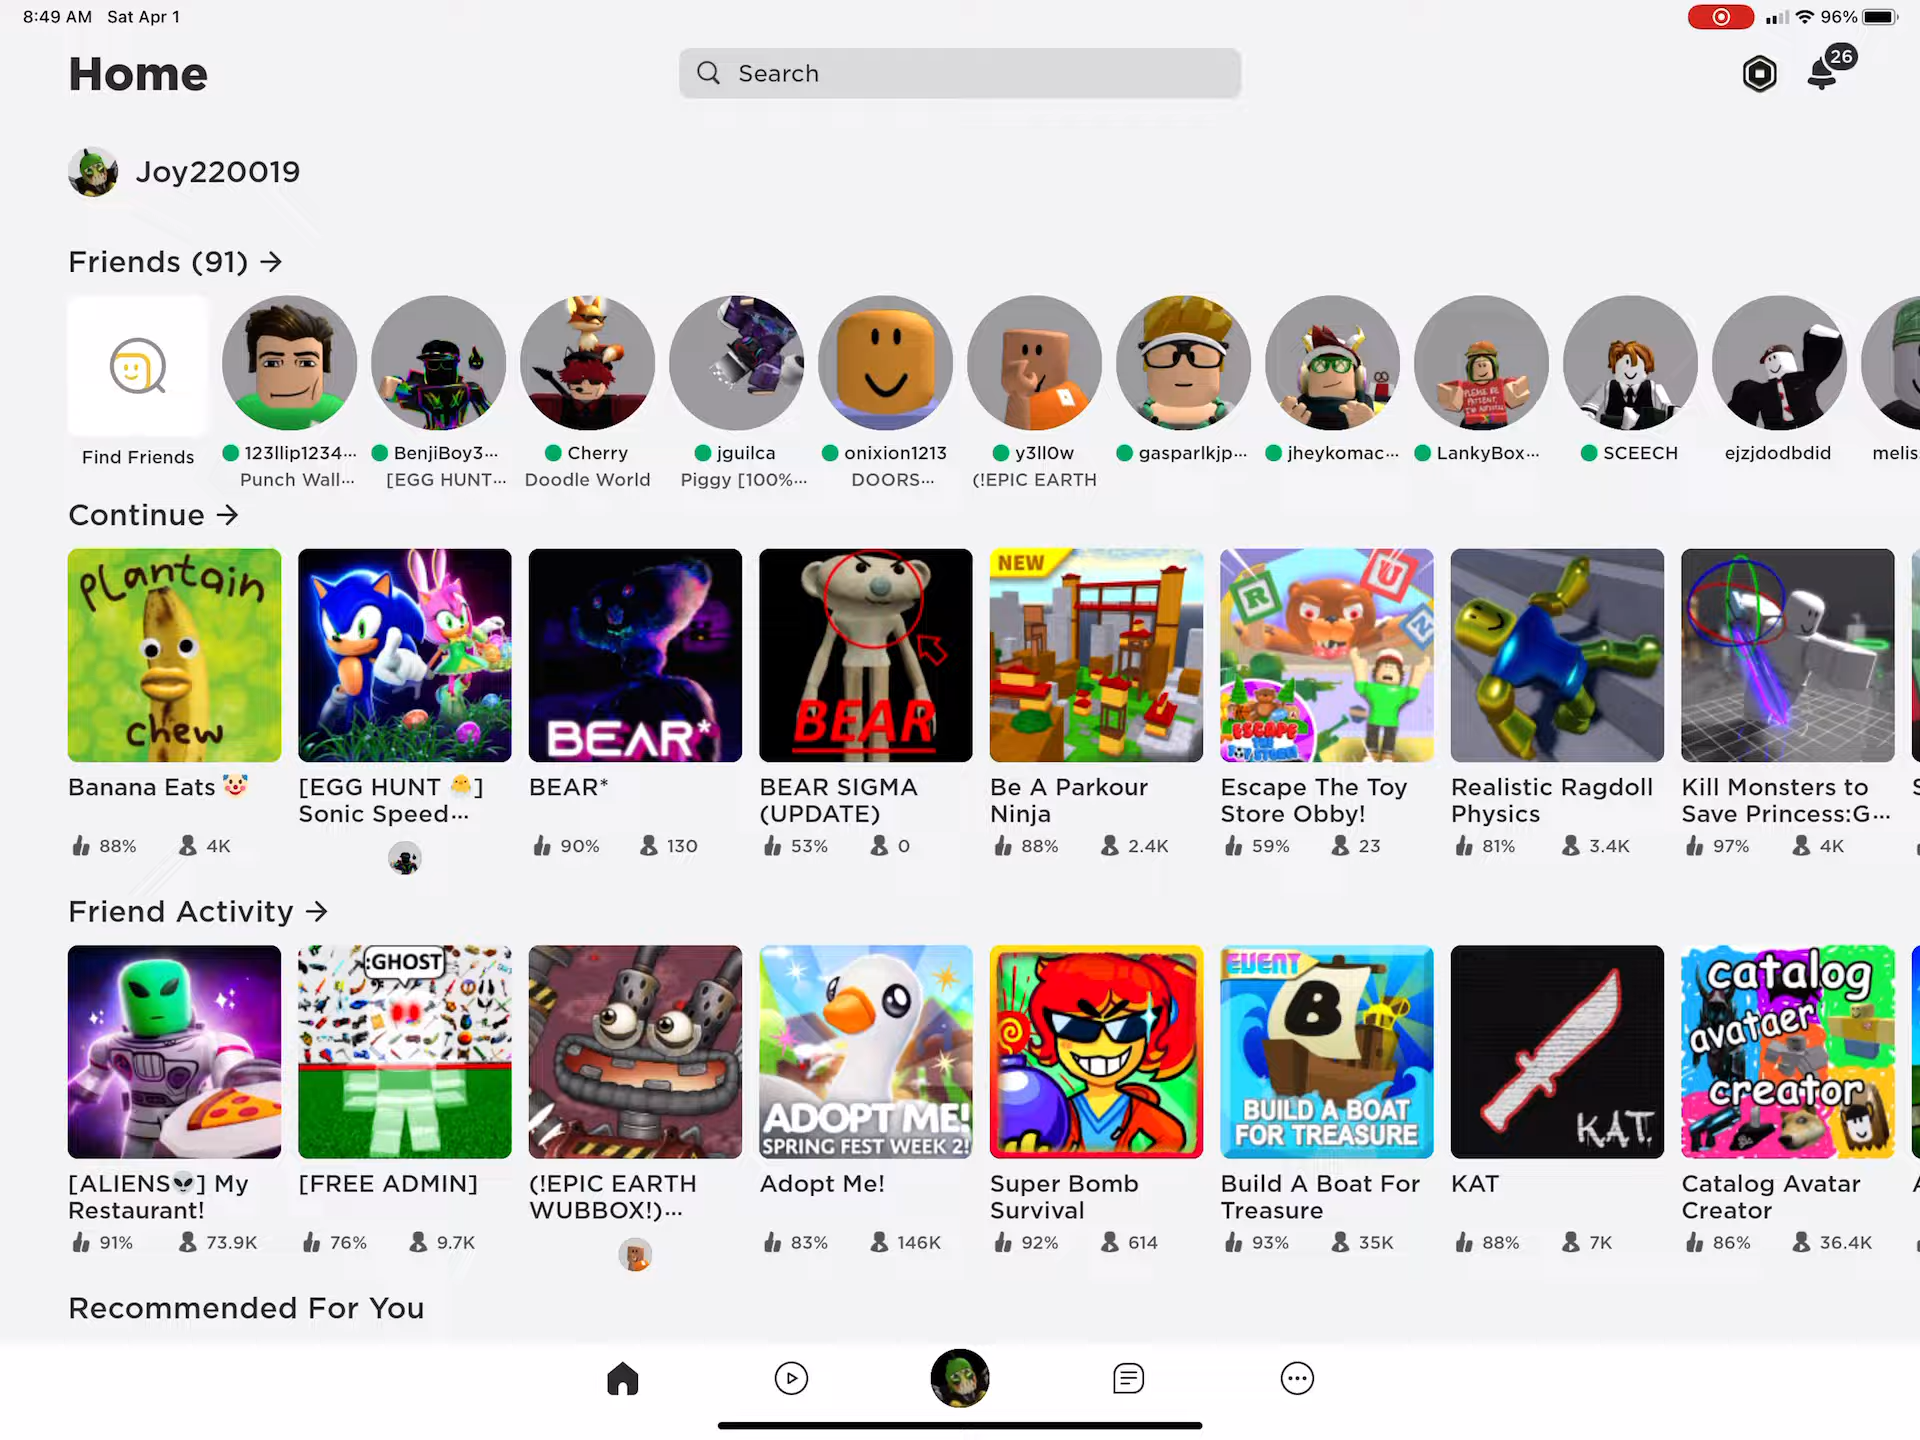 8:49 AM Sat Apr 1
96%
Home
Search
26
Joy220019
Friends (91) →
Find Friends
123llip1234...
Punch Wall...
BenjiBoy3...
[EGG HUNT...
Cherry
Doodle World
jguilca
Piggy [100%...
onixion1213
DOORS...
y3ll0w
(!EPIC EARTH
gasparlkjp...
jheykomac...
LankyBox...
PLEASE BE
PATIENT,
SCEECH
ejzjdodbdid
melis
Continue →
plantain
chew
BEAR*
BEAR
NEW
R
U
N
ESCAPE
THE
Banana Eats 🤡
[EGG HUNT 🐣]
Sonic Speed...
BEAR*
BEAR SIGMA
(UPDATE)
Be A Parkour
Ninja
Escape The Toy
Store Obby!
Realistic Ragdoll
Physics
Kill Monsters to
Save Princess:G...
S
88% 4K
90% 130
53% 0
88% 2.4K
59% 23
81% 3.4K
97% 4K
Friend Activity →
:GHOST
ADOPT ME!
SPRING FEST WEEK 2!
EVENT
B
BUILD A BOAT
FOR TREASURE
KAT.
catalog
avataer
creator
[ALIENS👽] My
Restaurant!
[FREE ADMIN]
(!EPIC EARTH
WUBBOX!)...
Adopt Me!
Super Bomb
Survival
Build A Boat For
Treasure
KAT
Catalog Avatar
Creator
A
91% 73.9K
76% 9.7K
83% 146K
92% 614
93% 35K
88% 7K
86% 36.4K
Recommended For You